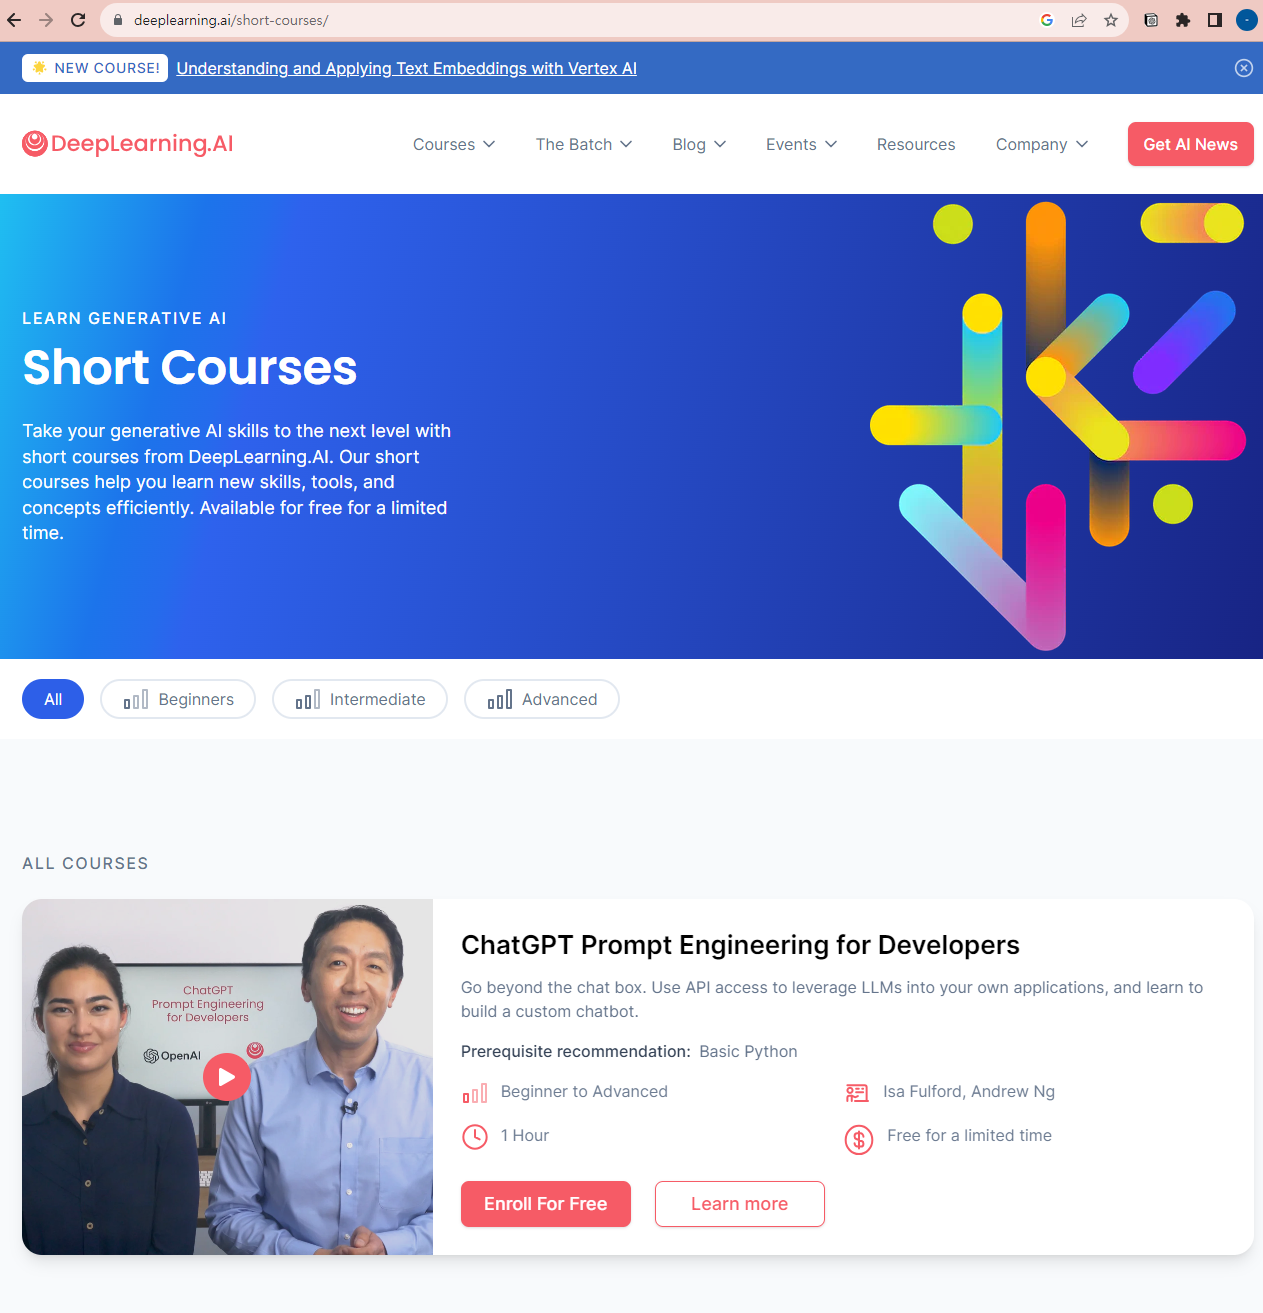 deeplearning.ai/short-courses/
NEW COURSE! Understanding and Applying Text Embeddings with Vertex AI
DeepLearning.AI
Courses The Batch Blog Events Resources Company Get AI News
LEARN GENERATIVE AI
Short Courses
Take your generative AI skills to the next level with
short courses from DeepLearning.AI. Our short
courses help you learn new skills, tools, and
concepts efficiently. Available for free for a limited
time.
All Beginners Intermediate Advanced
ALL COURSES
ChatGPT
Prompt Engineering
for Developers
OpenAI
ChatGPT Prompt Engineering for Developers
Go beyond the chat box. Use API access to leverage LLMs into your own applications, and learn to
build a custom chatbot.
Prerequisite recommendation: Basic Python
Beginner to Advanced Isa Fulford, Andrew Ng
1 Hour Free for a limited time
Enroll For Free Learn more